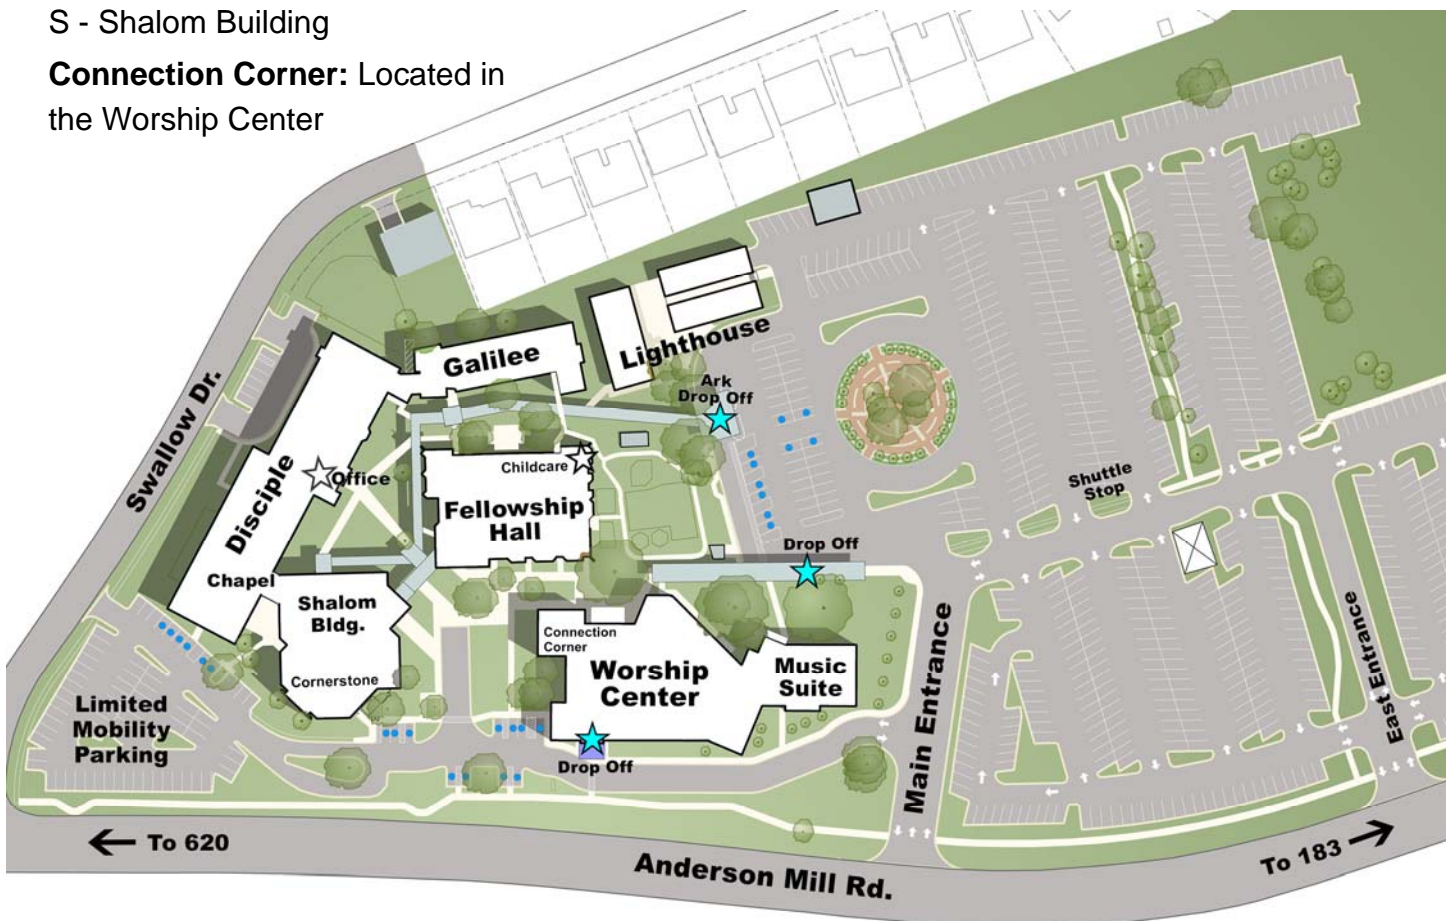 S - Shalom Building
Connection Corner: Located in
the Worship Center
Swallow Dr.
Galilee
Lighthouse
Ark
Drop Off
Disciple
Office
Childcare
Fellowship
Hall
Shuttle
Stop
Drop Off
Chapel
Shalom
Bldg.
Cornerstone
Connection
Corner
Worship
Center
Music
Suite
Limited
Mobility
Parking
Drop Off
Main Entrance
East Entrance
To 620
Anderson Mill Rd.
To 183